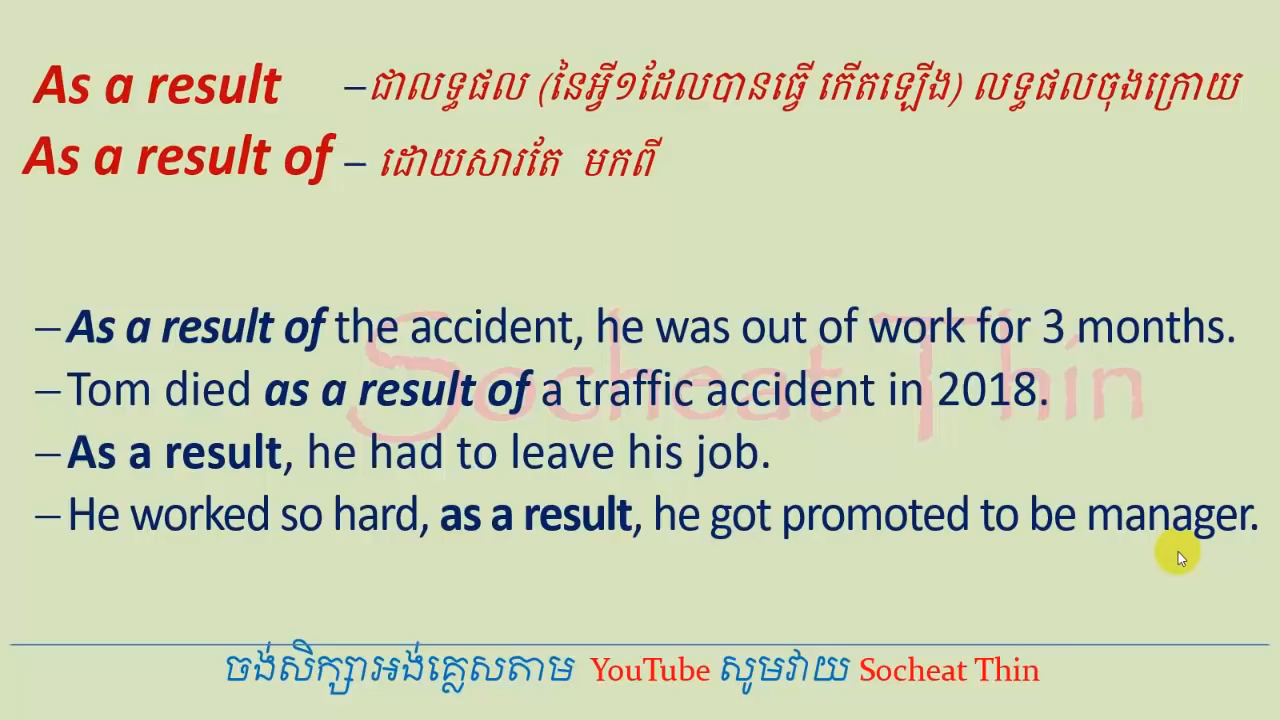 As a result –ជាលទ្ធផល (នៃអ្វី១ដែលបានធ្វើ កើតឡើង) លទ្ធផលចុងក្រោយ
As a result of – ដោយសារតែ មកពី
–As a result of the accident, he was out of work for 3 months.
–Tom died as a result of a traffic accident in 2018.
Socheat Thin
–As a result, he had to leave his job.
–He worked so hard, as a result, he got promoted to be manager.
ចង់សិក្សាអង់គ្លេសតាម YouTube សូមវាយ Socheat Thin